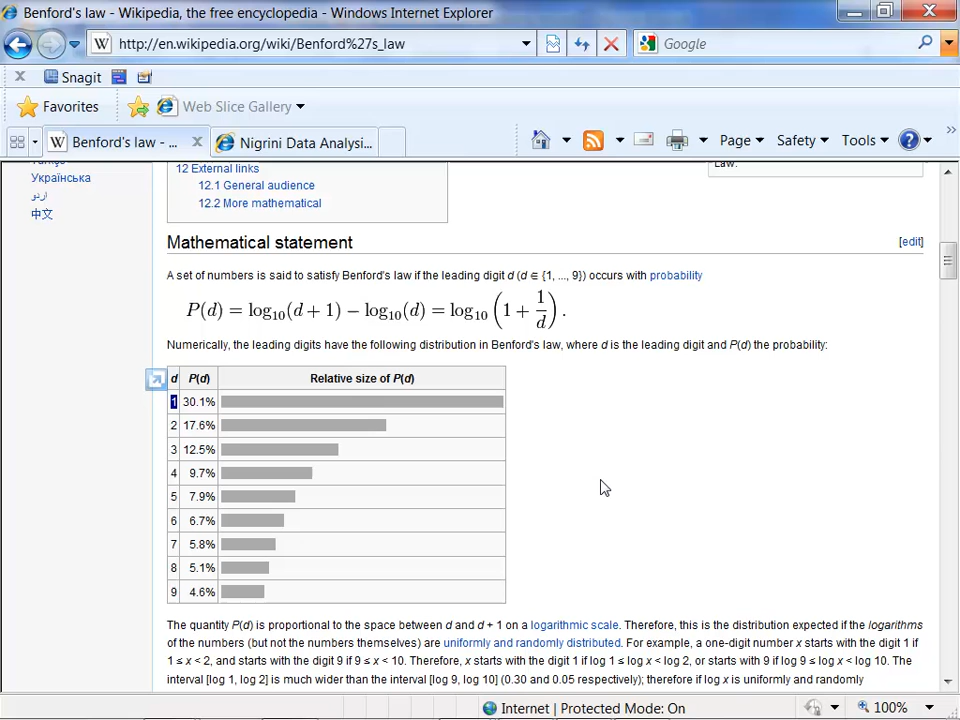 Benford's law - Wikipedia, the free encyclopedia - Windows Internet Explorer
http://en.wikipedia.org/wiki/Benford%27s_law
Google
Snagit
Favorites
Web Slice Gallery
Benford's law - ...
Nigrini Data Analysi...
Page
Safety
Tools
Українська
اردو
中文
12 External links
12.1 General audience
12.2 More mathematical
Law.
Mathematical statement
[edit]
A set of numbers is said to satisfy Benford's law if the leading digit d (d ∈ {1, ..., 9}) occurs with probability
P(d) = log₁₀(d + 1) − log₁₀(d) = log₁₀(1 + 1/d).
Numerically, the leading digits have the following distribution in Benford's law, where d is the leading digit and P(d) the probability:
d P(d) Relative size of P(d)
1 30.1%
2 17.6%
3 12.5%
4 9.7%
5 7.9%
6 6.7%
7 5.8%
8 5.1%
9 4.6%
The quantity P(d) is proportional to the space between d and d + 1 on a logarithmic scale. Therefore, this is the distribution expected if the logarithms
of the numbers (but not the numbers themselves) are uniformly and randomly distributed. For example, a one-digit number x starts with the digit 1 if
1 ≤ x < 2, and starts with the digit 9 if 9 ≤ x < 10. Therefore, x starts with the digit 1 if log 1 ≤ log x < log 2, or starts with 9 if log 9 ≤ log x < log 10. The
interval [log 1, log 2] is much wider than the interval [log 9, log 10] (0.30 and 0.05 respectively); therefore if log x is uniformly and randomly
Internet | Protected Mode: On
100%